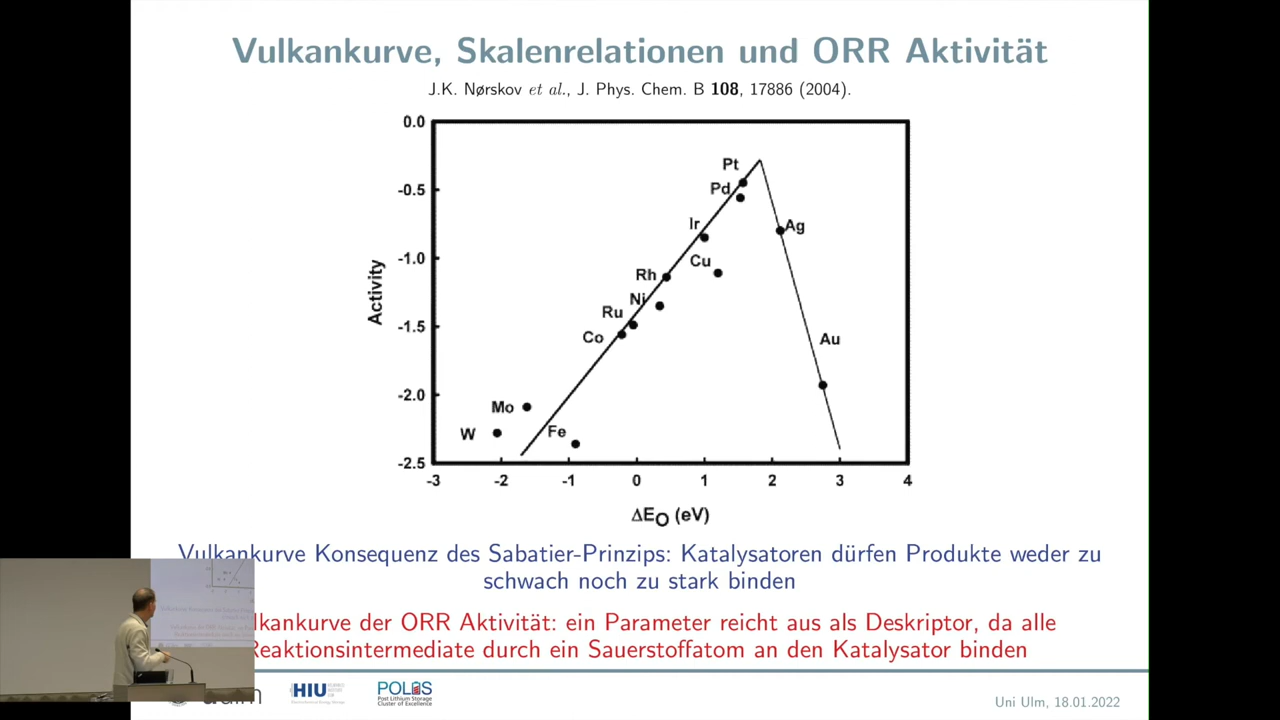 Vulkankurve, Skalenrelationen und ORR Aktivität
J.K. Nørskov et al., J. Phys. Chem. B 108, 17886 (2004).
0.0
-0.5
-1.0
-1.5
-2.0
-2.5
Activity
Pt
Pd
Ag
Ir
Cu
Rh
Ni
Ru
Co
Au
Mo
Fe
W
-3 -2 -1 0 1 2 3 4
ΔEO (eV)
Vulkankurve Konsequenz des Sabatier-Prinzips: Katalysatoren dürfen Produkte weder zu
schwach noch zu stark binden
lkankurve der ORR Aktivität: ein Parameter reicht aus als Deskriptor, da alle
Reaktionsintermediate durch ein Sauerstoffatom an den Katalysator binden
HIU
POLiS
Post Lithium Storage
Cluster of Excellence
Uni Ulm, 18.01.2022